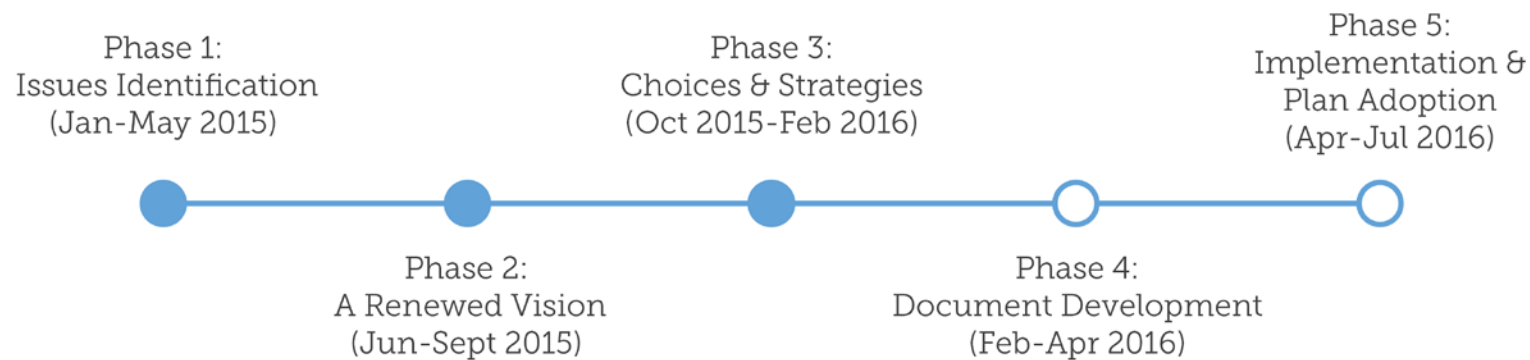 Phase 1:
Issues Identification
(Jan-May 2015)
Phase 2:
A Renewed Vision
(Jun-Sept 2015)
Phase 3:
Choices & Strategies
(Oct 2015-Feb 2016)
Phase 4:
Document Development
(Feb-Apr 2016)
Phase 5:
Implementation &
Plan Adoption
(Apr-Jul 2016)